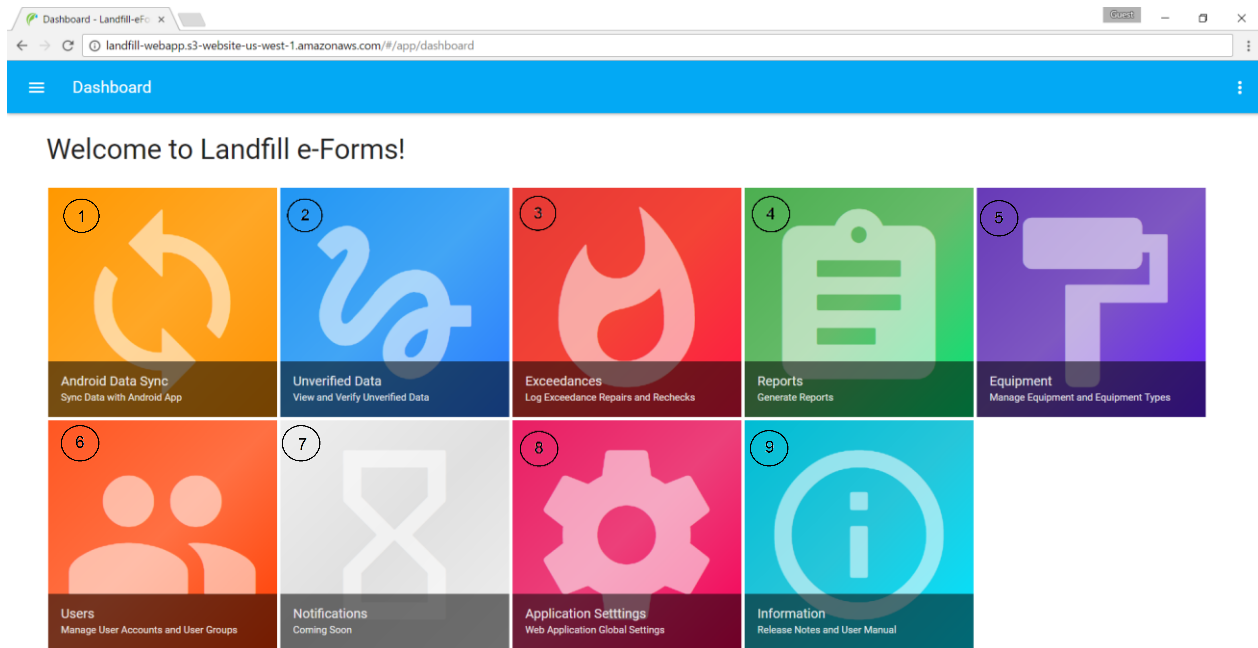 Dashboard - Landfill-eFo
Guest
landfill-webapp.s3-website-us-west-1.amazonaws.com/#/app/dashboard
Dashboard
Welcome to Landfill e-Forms!
1
2
3
4
5
Android Data Sync
Sync Data with Android App
Unverified Data
View and Verify Unverified Data
Exceedances
Log Exceedance Repairs and Rechecks
Reports
Generate Reports
Equipment
Manage Equipment and Equipment Types
6
7
8
9
Users
Manage User Accounts and User Groups
Notifications
Coming Soon
Application Setttings
Web Application Global Settings
Information
Release Notes and User Manual